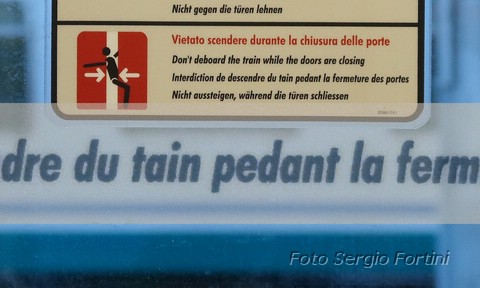 Nicht gegen die türen lehnen
Vietato scendere durante la chiusura delle porte
Don't deboard the train while the doors are closing
Interdiction de descendre du tain pedant la fermeture des portes
Nicht aussteigen, während die türen schliessen
dre du tain pedant la ferm
Foto Sergio Fortini